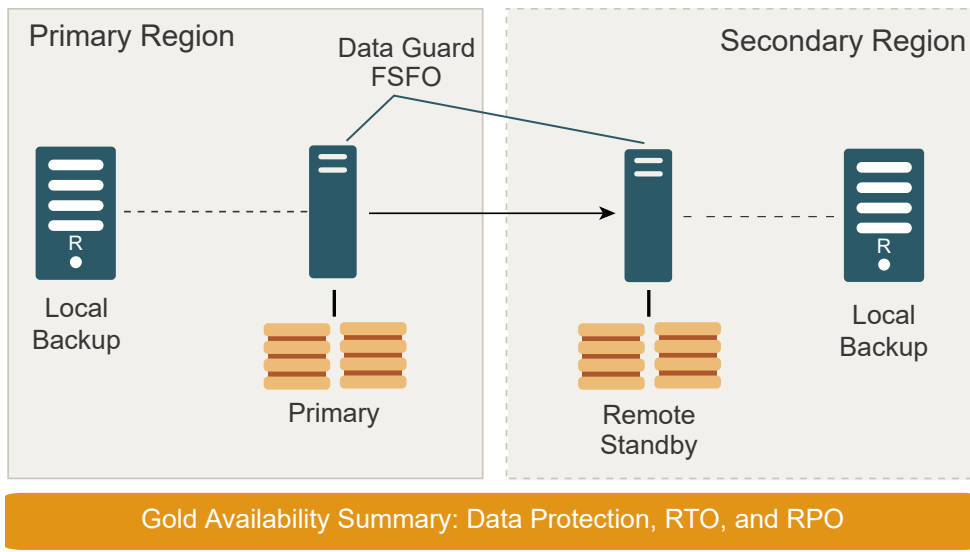 Primary Region
Secondary Region
Data Guard
FSFO
R
R
Local
Backup
Primary
Remote
Standby
Local
Backup
Gold Availability Summary: Data Protection, RTO, and RPO